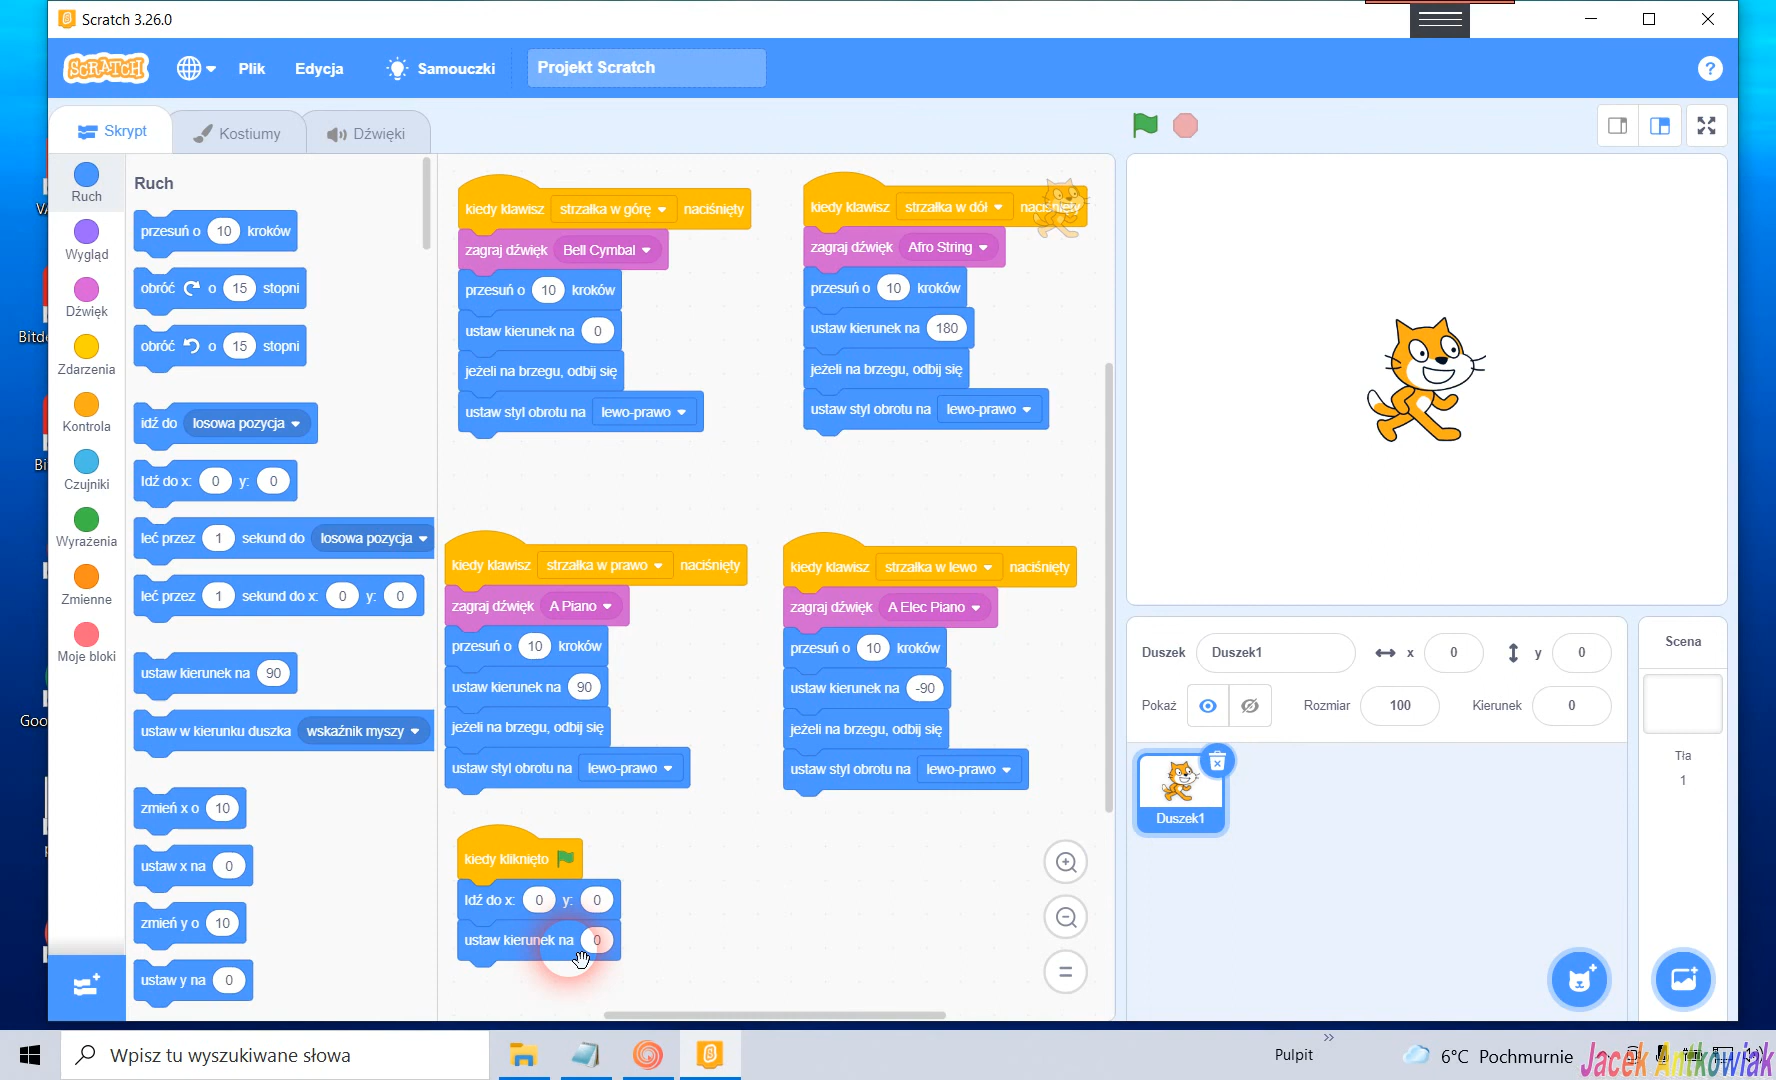 Scratch 3.26.0
SCRATCH
Plik
Edycja
Samouczki
Projekt Scratch
?
Skrypt
Kostiumy
Dźwięki
Ruch
Wygląd
Dźwięk
Zdarzenia
Kontrola
Czujniki
Wyrażenia
Zmienne
Moje bloki
Ruch
przesuń o 10 kroków
obróć o 15 stopni
obróć o 15 stopni
idź do losowa pozycja
Idź do x: 0 y: 0
leć przez 1 sekund do losowa pozycja
leć przez 1 sekund do x: 0 y: 0
ustaw kierunek na 90
ustaw w kierunku duszka wskaźnik myszy
zmień x o 10
ustaw x na 0
zmień y o 10
ustaw y na 0
kiedy klawisz strzałka w górę naciśnięty
zagraj dźwięk Bell Cymbal
przesuń o 10 kroków
ustaw kierunek na 0
jeżeli na brzegu, odbij się
ustaw styl obrotu na lewo-prawo
kiedy klawisz strzałka w dół naciśnięty
zagraj dźwięk Afro String
przesuń o 10 kroków
ustaw kierunek na 180
jeżeli na brzegu, odbij się
ustaw styl obrotu na lewo-prawo
kiedy klawisz strzałka w prawo naciśnięty
zagraj dźwięk A Piano
przesuń o 10 kroków
ustaw kierunek na 90
jeżeli na brzegu, odbij się
ustaw styl obrotu na lewo-prawo
kiedy klawisz strzałka w lewo naciśnięty
zagraj dźwięk A Elec Piano
przesuń o 10 kroków
ustaw kierunek na -90
jeżeli na brzegu, odbij się
ustaw styl obrotu na lewo-prawo
kiedy kliknięto
Idź do x: 0 y: 0
ustaw kierunek na 0
Duszek Duszek1 x 0 y 0
Pokaż Rozmiar 100 Kierunek 0
Duszek1
Scena
Tła
1
Wpisz tu wyszukiwane słowa
Pulpit
6°C Pochmurnie
Jacek Antkowiak